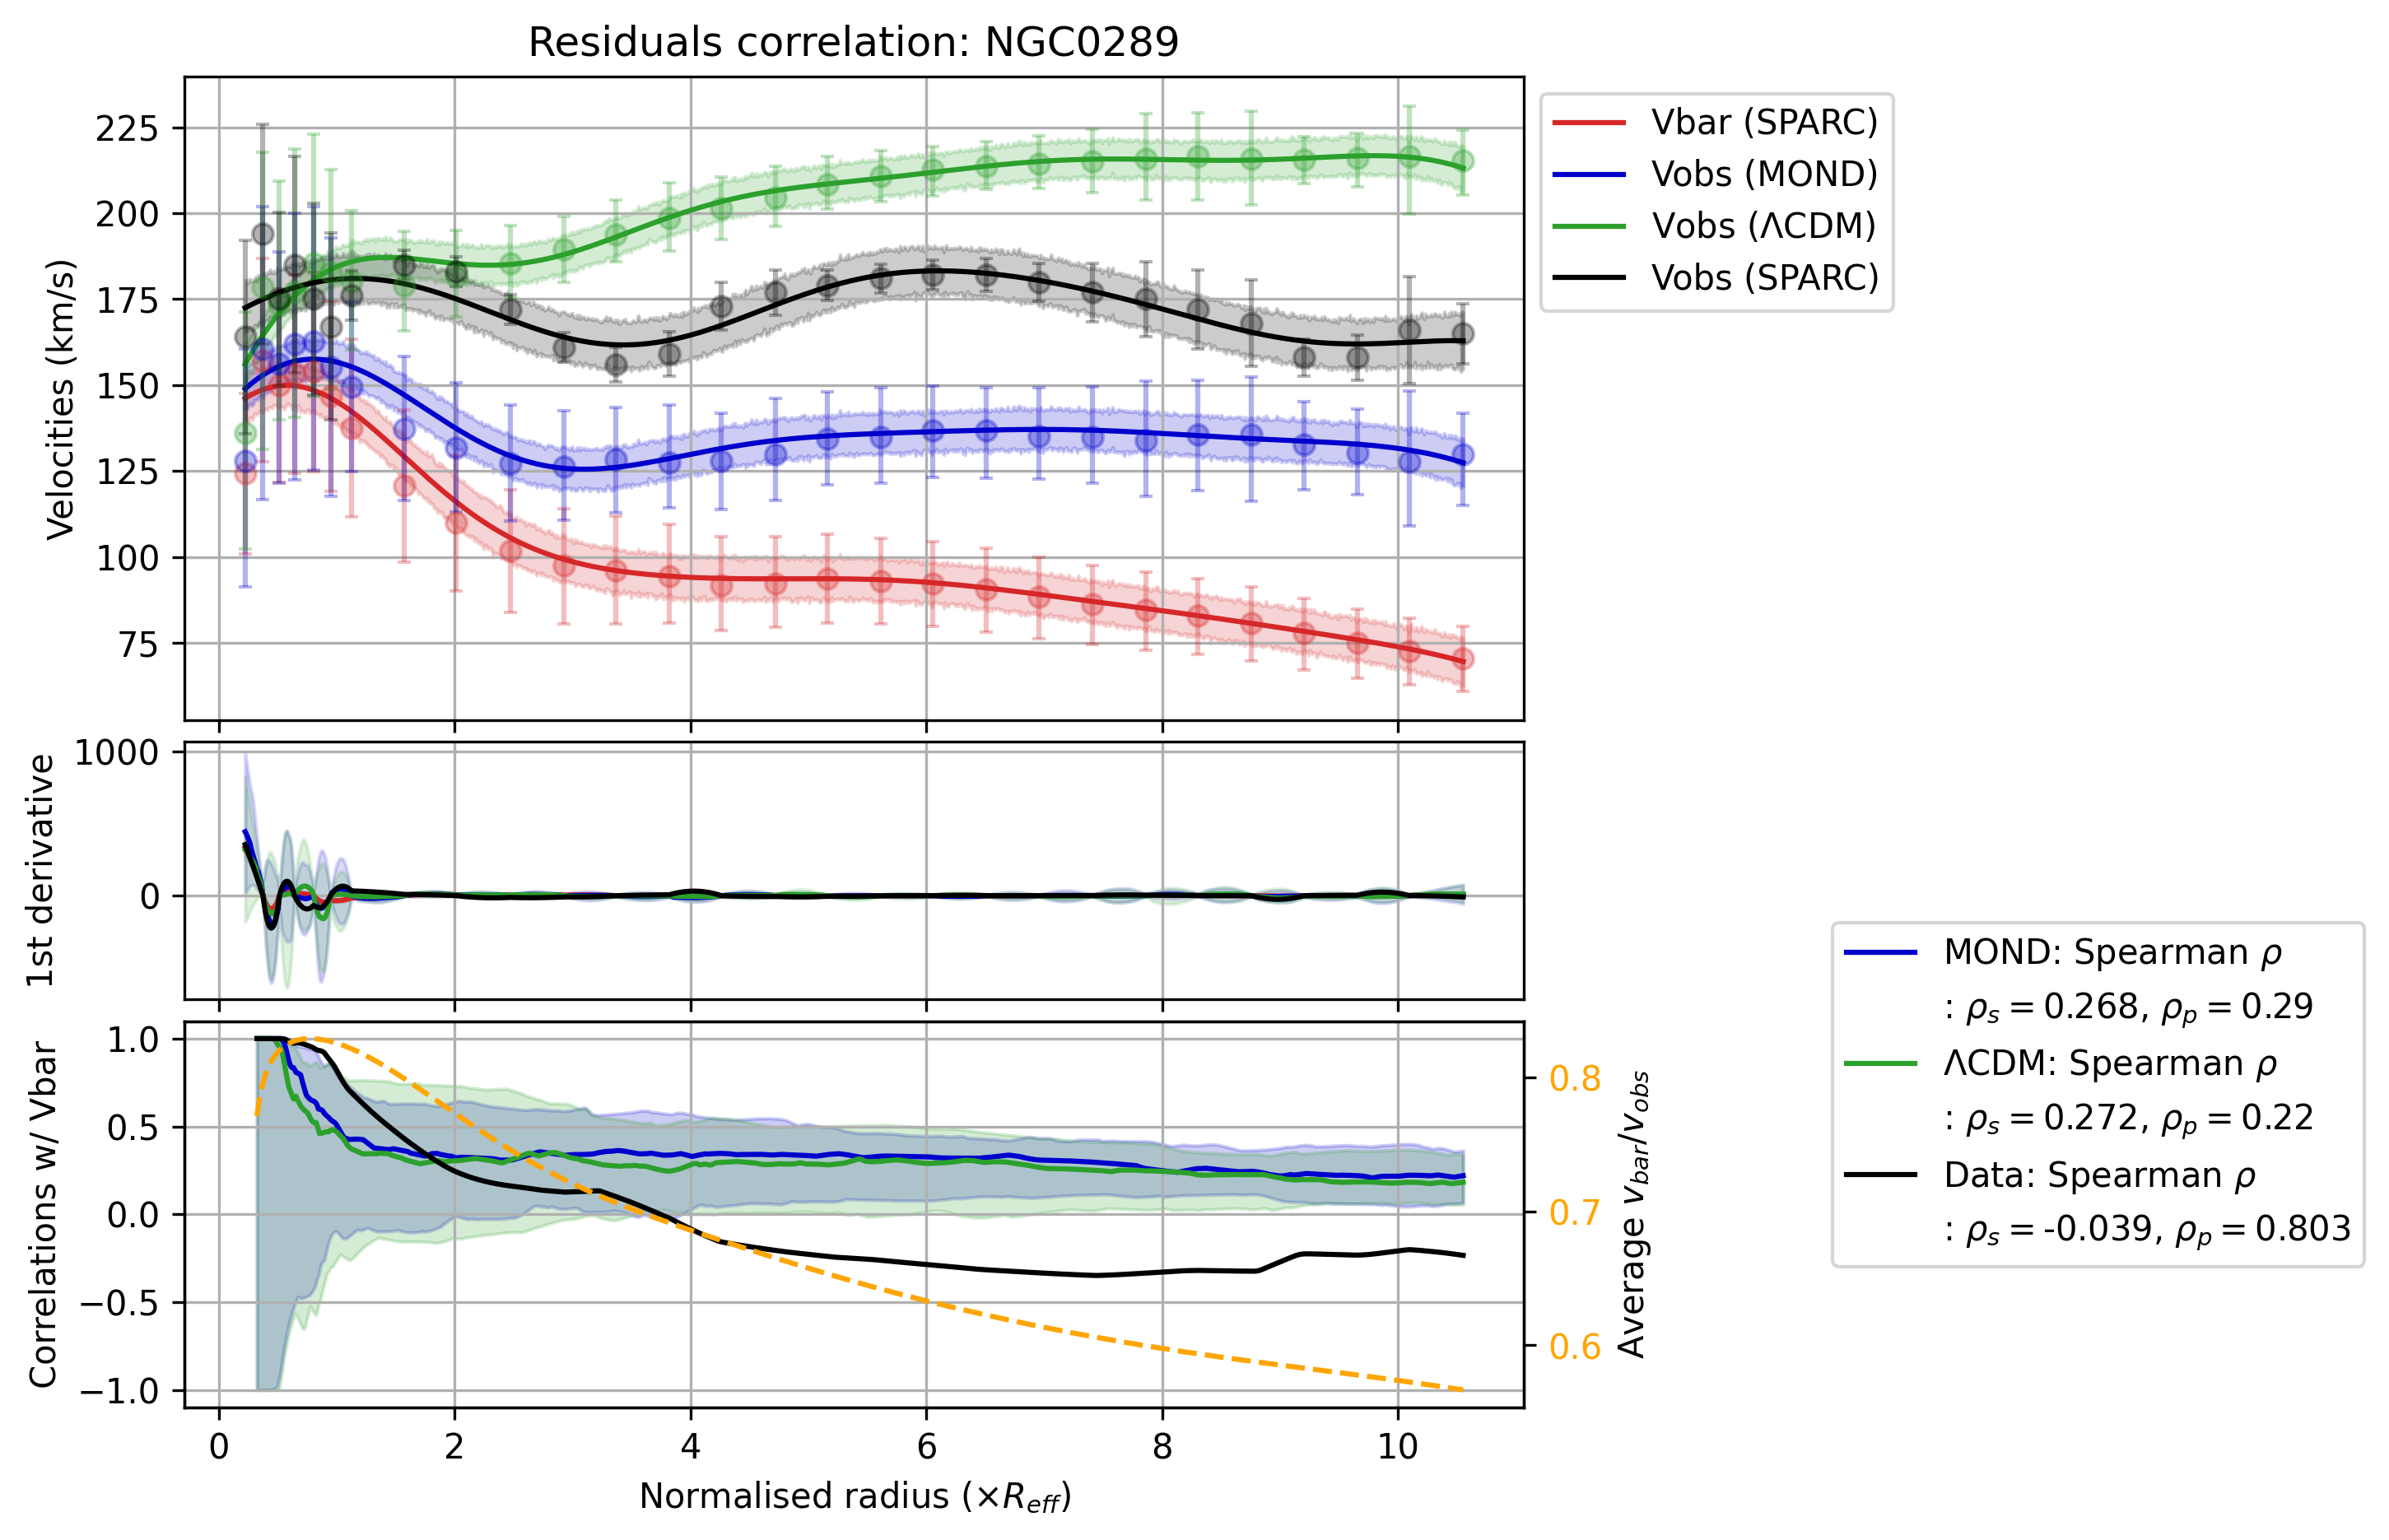 Residuals correlation: NGC0289
Velocities (km/s)
225
200
175
150
125
100
75
Vbar (SPARC)
Vobs (MOND)
Vobs (ΛCDM)
Vobs (SPARC)
1st derivative
1000
0
Correlations w/ Vbar
1.0
0.5
0.0
−0.5
−1.0
0.8
0.7
0.6
Average v_bar/v_obs
MOND: Spearman ρ
: ρ_s = 0.268, ρ_p = 0.29
ΛCDM: Spearman ρ
: ρ_s = 0.272, ρ_p = 0.22
Data: Spearman ρ
: ρ_s = -0.039, ρ_p = 0.803
0 2 4 6 8 10
Normalised radius (×R_eff)